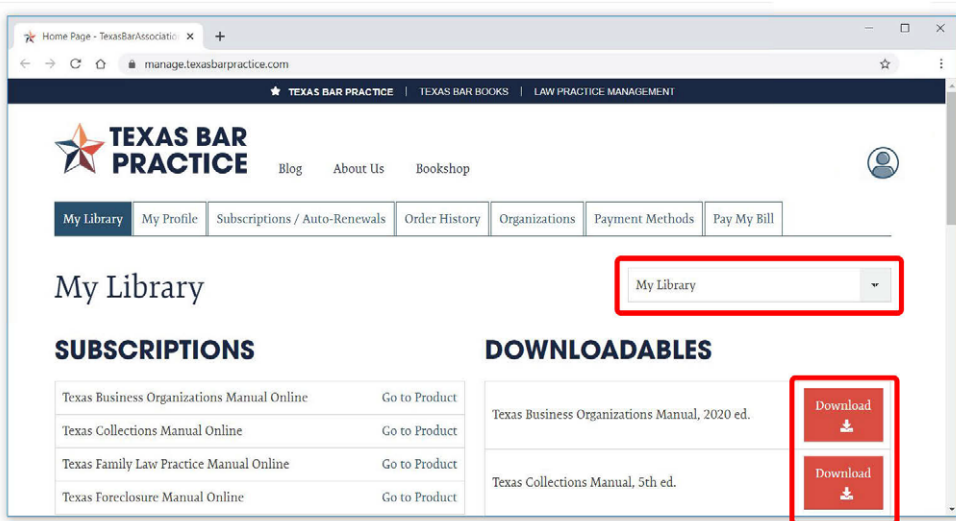 Home Page - TexasBarAssociatio
manage.texasbarpractice.com
TEXAS BAR PRACTICE | TEXAS BAR BOOKS | LAW PRACTICE MANAGEMENT
TEXAS BAR
PRACTICE
Blog About Us Bookshop
My Library My Profile Subscriptions / Auto-Renewals Order History Organizations Payment Methods Pay My Bill
My Library
My Library
SUBSCRIPTIONS
Texas Business Organizations Manual Online Go to Product
Texas Collections Manual Online Go to Product
Texas Family Law Practice Manual Online Go to Product
Texas Foreclosure Manual Online Go to Product
DOWNLOADABLES
Texas Business Organizations Manual, 2020 ed. Download
Texas Collections Manual, 5th ed. Download